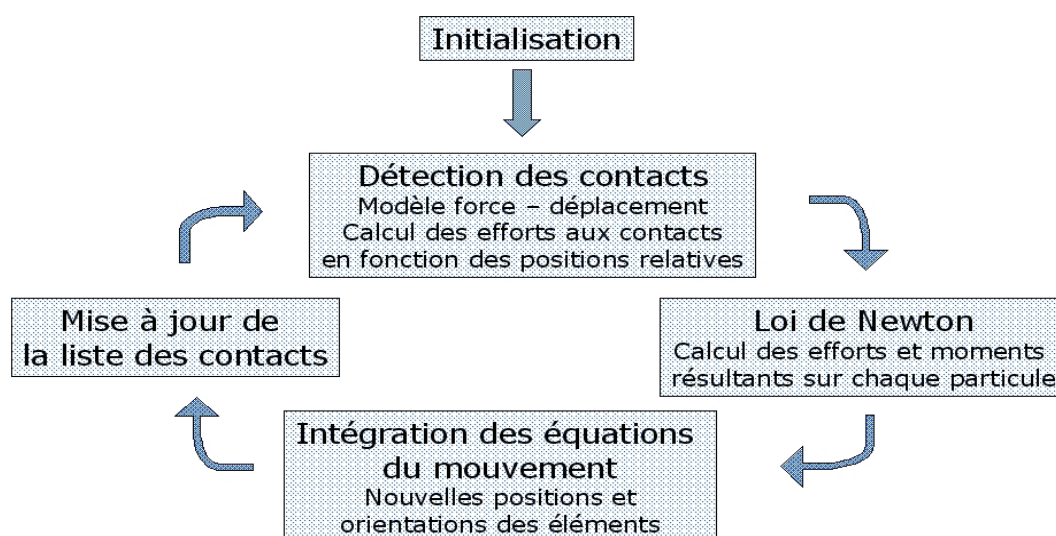 Initialisation
Détection des contacts
Modèle force – déplacement
Calcul des efforts aux contacts
en fonction des positions relatives
Mise à jour de
la liste des contacts
Loi de Newton
Calcul des efforts et moments
résultants sur chaque particule
Intégration des équations
du mouvement
Nouvelles positions et
orientations des éléments